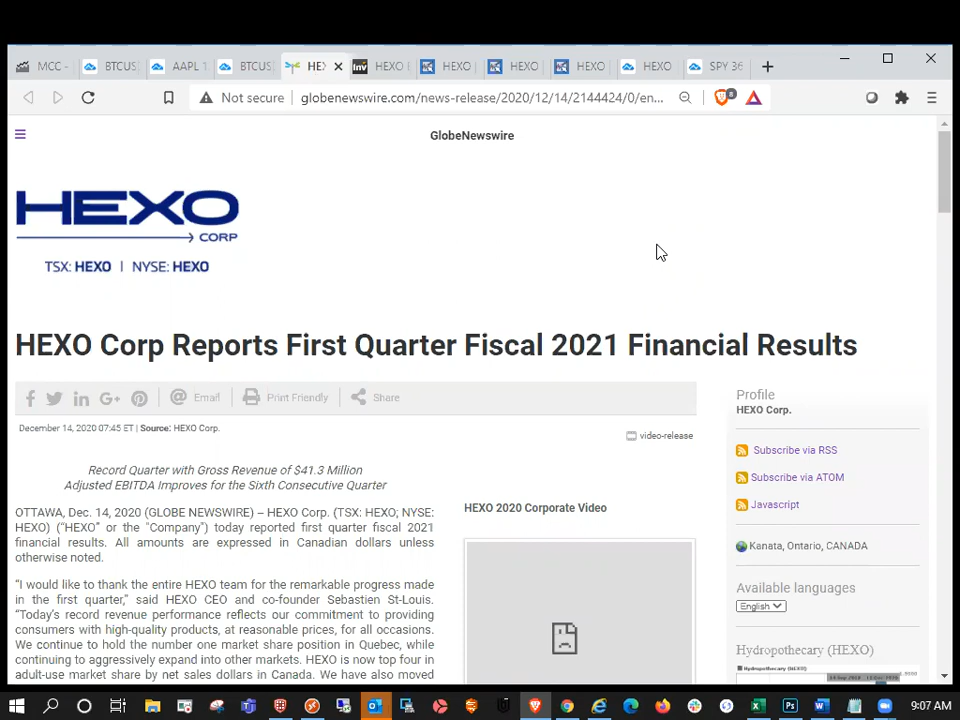 MCC -
BTCUS
AAPL 1
BTCUS
HEX
HEXO
HEXO
HEXO
HEXO
HEXO
SPY 36
Not secure
globenewswire.com/news-release/2020/12/14/2144424/0/en...
8
GlobeNewswire
HEXO
CORP
TSX: HEXO | NYSE: HEXO
HEXO Corp Reports First Quarter Fiscal 2021 Financial Results
Email
Print Friendly
Share
December 14, 2020 07:45 ET | Source: HEXO Corp.
video-release
Record Quarter with Gross Revenue of $41.3 Million
Adjusted EBITDA Improves for the Sixth Consecutive Quarter
OTTAWA, Dec. 14, 2020 (GLOBE NEWSWIRE) – HEXO Corp. (TSX: HEXO; NYSE:
HEXO) (“HEXO” or the “Company”) today reported first quarter fiscal 2021
financial results. All amounts are expressed in Canadian dollars unless
otherwise noted.
“I would like to thank the entire HEXO team for the remarkable progress made
in the first quarter,” said HEXO CEO and co-founder Sebastien St-Louis.
“Today’s record revenue performance reflects our commitment to providing
consumers with high-quality products, at reasonable prices, for all occasions.
We continue to hold the number one market share position in Quebec, while
continuing to aggressively expand into other markets. HEXO is now top four in
adult-use market share by net sales dollars in Canada. We have also moved
HEXO 2020 Corporate Video
Profile
HEXO Corp.
Subscribe via RSS
Subscribe via ATOM
Javascript
Kanata, Ontario, CANADA
Available languages
English
Hydropothecary (HEXO)
Hydropothecary (HEXO)
9:07 AM